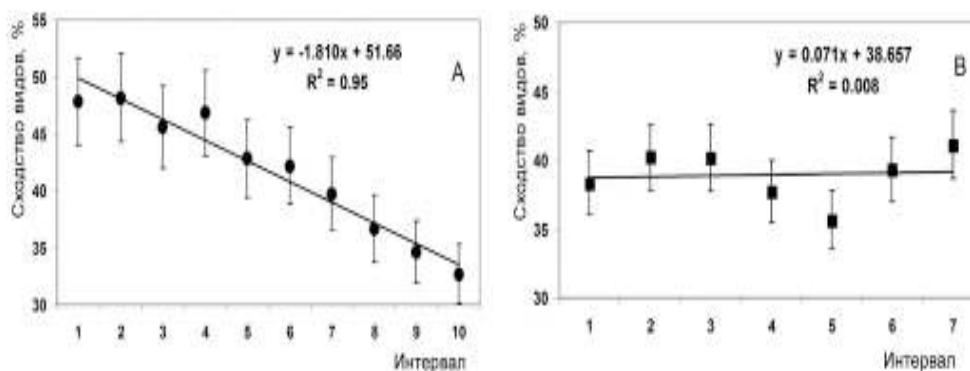 Сходство видов, %
55
50
45
40
35
30
y = -1.810x + 51.66
R² = 0.95
A
1 2 3 4 5 6 7 8 9 10
Интервал
Сходство видов, %
50
45
40
35
30
y = 0.071x + 38.657
R² = 0.008
B
1 2 3 4 5 6 7
Интервал